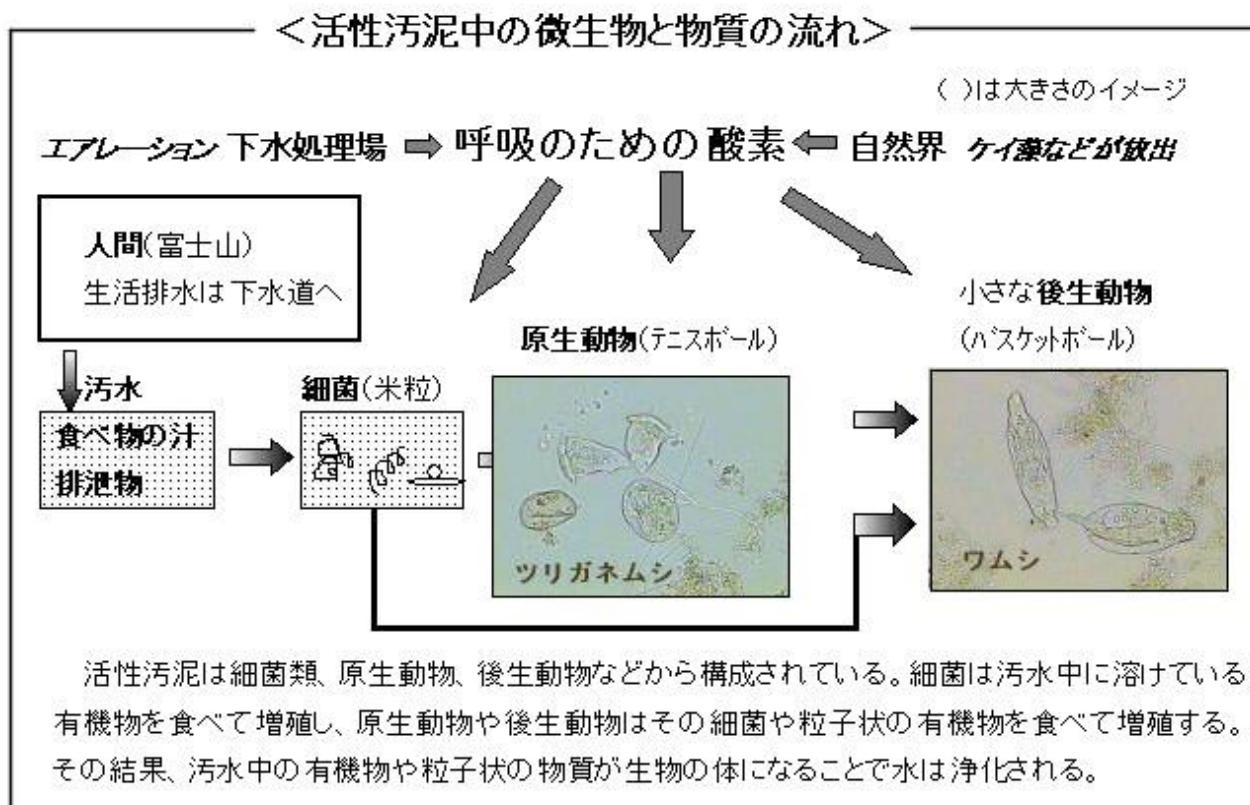 ＜活性汚泥中の微生物と物質の流れ＞
（ ）は大きさのイメージ
エアレーション 下水処理場 ⇒ 呼吸のための酸素 ⇐ 自然界 ケイ藻などが放出
人間（富士山）
生活排水は下水道へ
小さな後生動物
（バスケットボール）
原生動物（テニスボール）
汚水
細菌（米粒）
食べ物の汁
排泄物
ツリガネムシ
ワムシ
活性汚泥は細菌類、原生動物、後生動物などから構成されている。細菌は汚水中に溶けている
有機物を食べて増殖し、原生動物や後生動物はその細菌や粒子状の有機物を食べて増殖する。
その結果、汚水中の有機物や粒子状の物質が生物の体になることで水は浄化される。